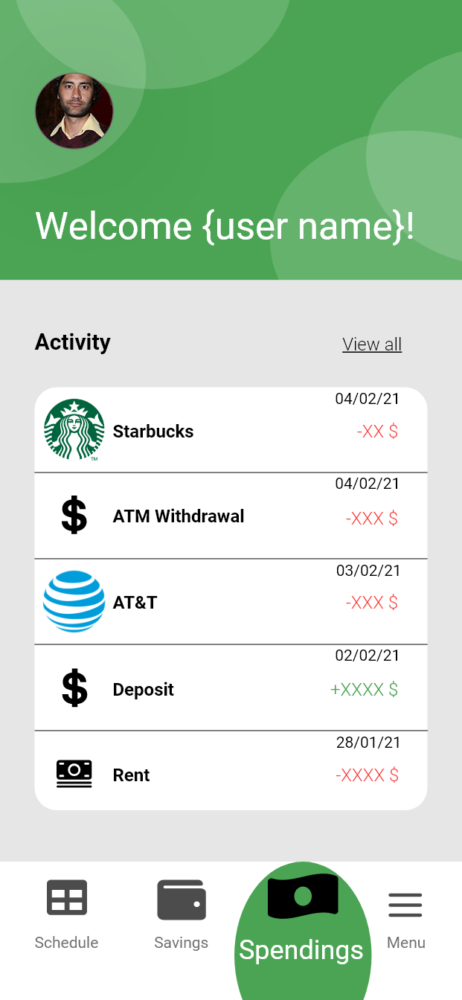 Welcome {user name}!
Activity
View all
04/02/21
Starbucks
-XX $
TM
04/02/21
ATM Withdrawal
-XXX $
03/02/21
AT&T
-XXX $
02/02/21
Deposit
+XXXX $
28/01/21
Rent
-XXXX $
Schedule
Savings
Spendings
Menu